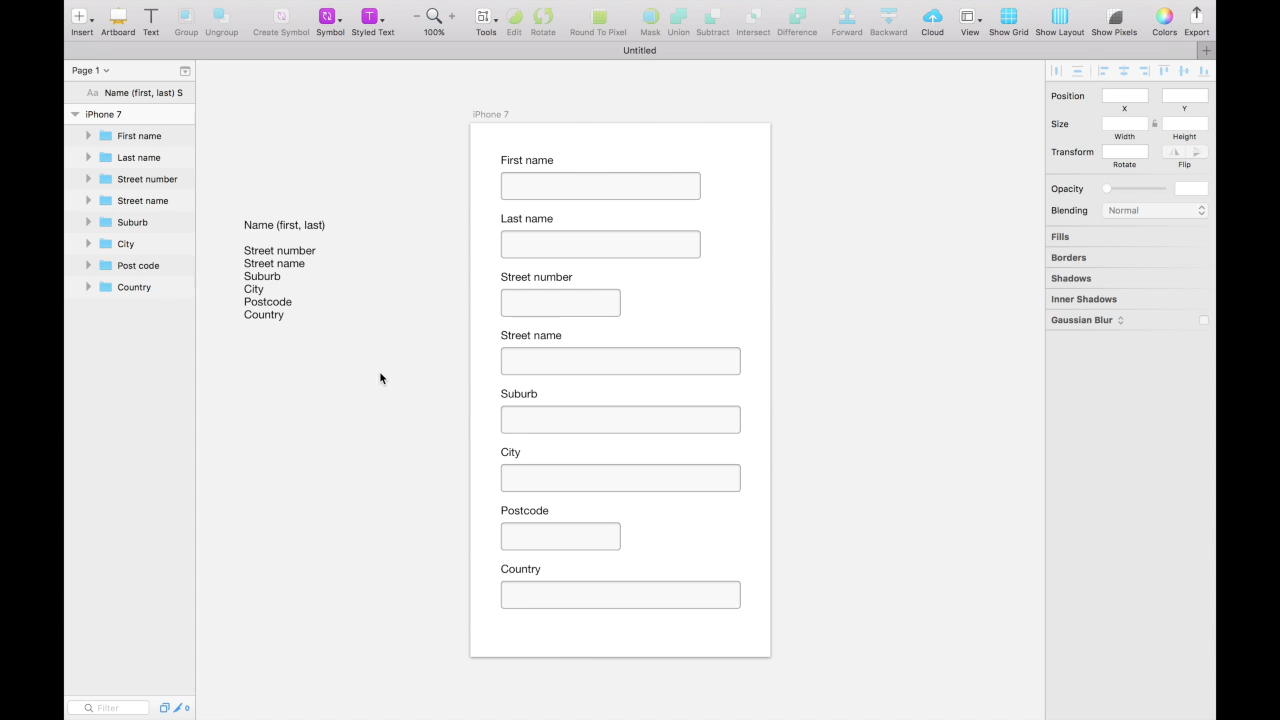 Insert Artboard Text Group Ungroup Create Symbol Symbol Styled Text 100% Tools Edit Rotate Round To Pixel Mask Union Subtract Intersect Difference Forward Backward Cloud View Show Grid Show Layout Show Pixels Colors Export
Untitled
Page 1
Aa Name (first, last) S
iPhone 7
First name
Last name
Street number
Street name
Suburb
City
Post code
Country
Filter
0
Name (first, last)
Street number
Street name
Suburb
City
Postcode
Country
iPhone 7
First name
Last name
Street number
Street name
Suburb
City
Postcode
Country
Position
X Y
Size
Width Height
Transform
Rotate Flip
Opacity
Blending Normal
Fills
Borders
Shadows
Inner Shadows
Gaussian Blur